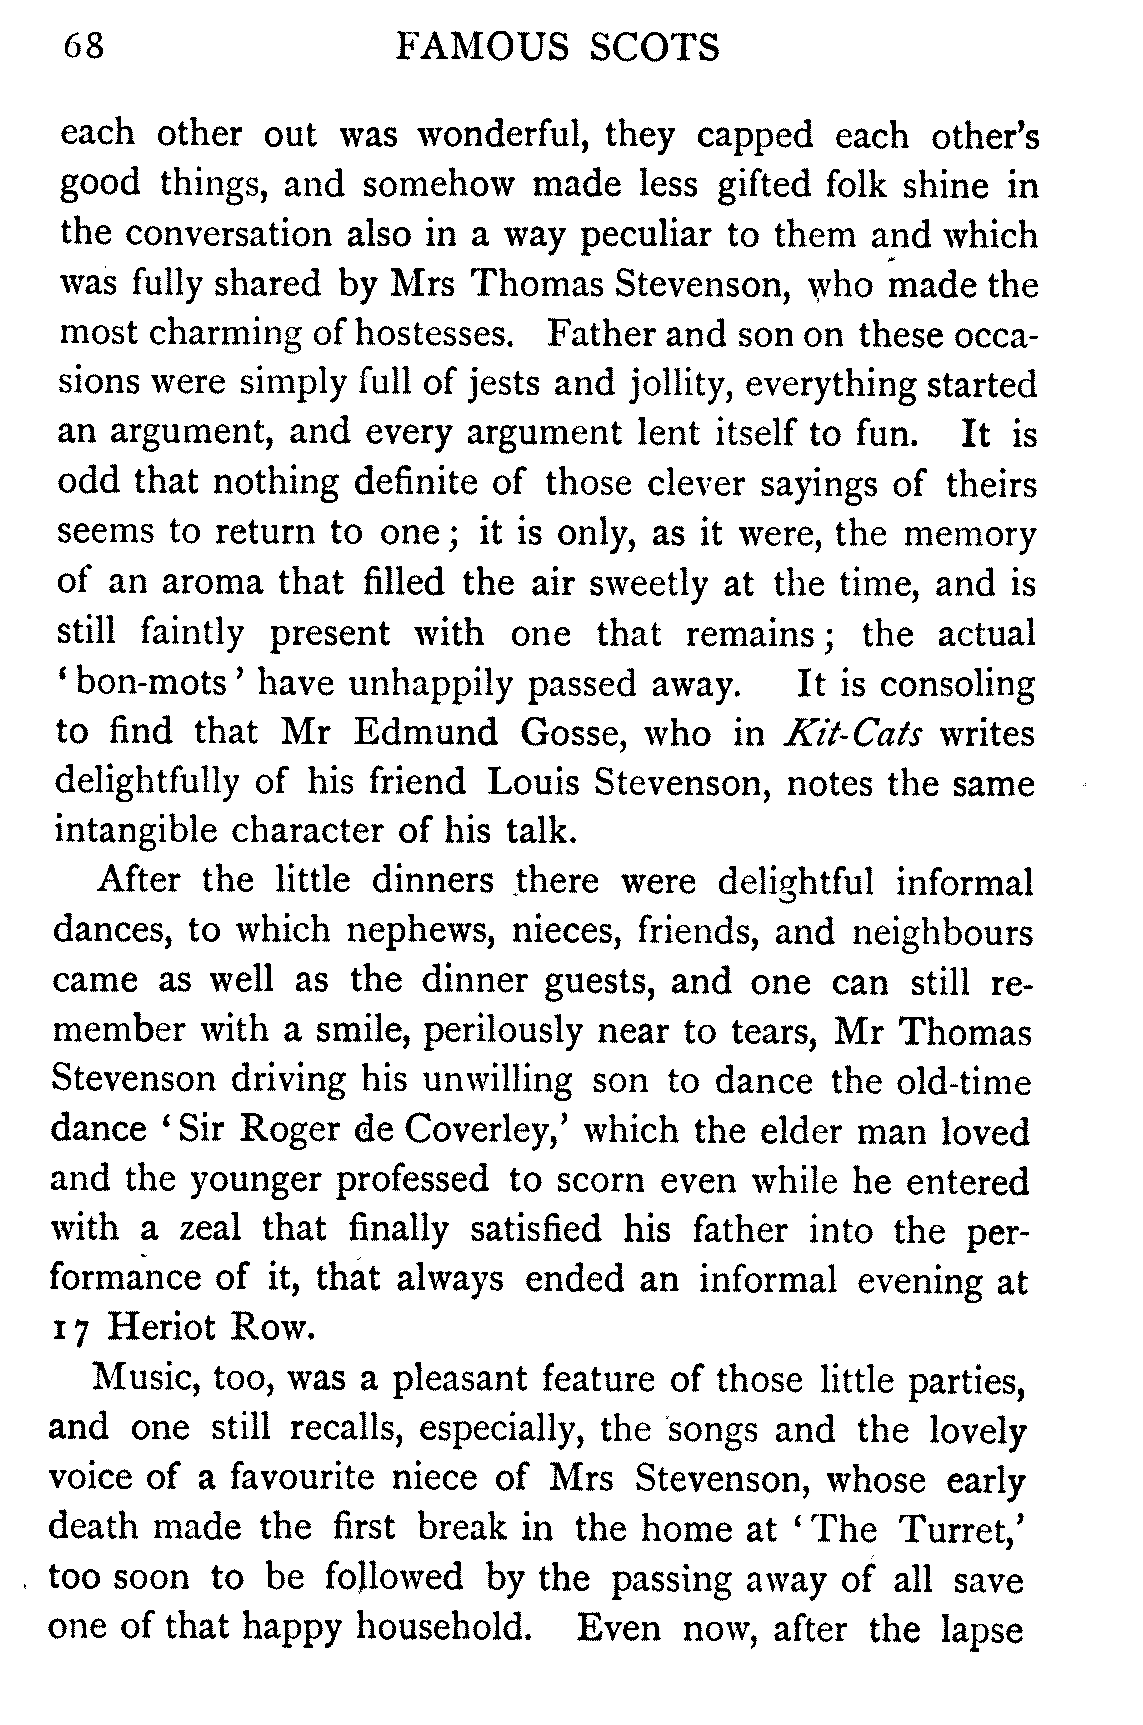 68 FAMOUS SCOTS
each other out was wonderful, they capped each other's
good things, and somehow made less gifted folk shine in
the conversation also in a way peculiar to them and which
was fully shared by Mrs Thomas Stevenson, who made the
most charming of hostesses. Father and son on these occa-
sions were simply full of jests and jollity, everything started
an argument, and every argument lent itself to fun. It is
odd that nothing definite of those clever sayings of theirs
seems to return to one; it is only, as it were, the memory
of an aroma that filled the air sweetly at the time, and is
still faintly present with one that remains; the actual
'bon-mots' have unhappily passed away. It is consoling
to find that Mr Edmund Gosse, who in Kit-Cats writes
delightfully of his friend Louis Stevenson, notes the same
intangible character of his talk.
After the little dinners there were delightful informal
dances, to which nephews, nieces, friends, and neighbours
came as well as the dinner guests, and one can still re-
member with a smile, perilously near to tears, Mr Thomas
Stevenson driving his unwilling son to dance the old-time
dance 'Sir Roger de Coverley,' which the elder man loved
and the younger professed to scorn even while he entered
with a zeal that finally satisfied his father into the per-
formance of it, that always ended an informal evening at
17 Heriot Row.
Music, too, was a pleasant feature of those little parties,
and one still recalls, especially, the songs and the lovely
voice of a favourite niece of Mrs Stevenson, whose early
death made the first break in the home at 'The Turret,'
too soon to be followed by the passing away of all save
one of that happy household. Even now, after the lapse